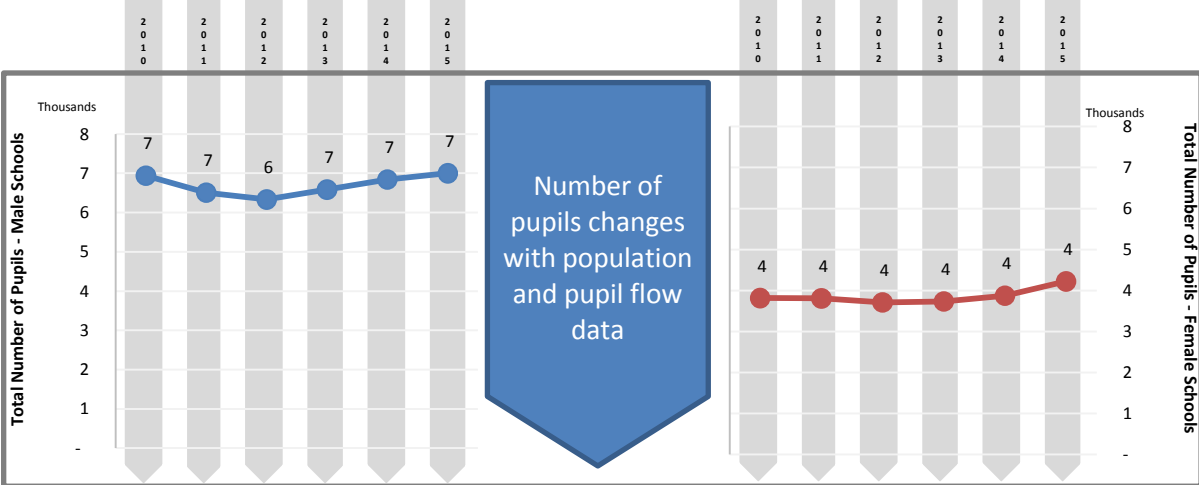 2010 2011 2012 2013 2014 2015
2010 2011 2012 2013 2014 2015
Total Number of Pupils - Male Schools
Thousands
8
7
6
5
4
3
2
1
-
7 7 6 7 7 7
Number of
pupils changes
with population
and pupil flow
data
4 4 4 4 4 4
Thousands
8
7
6
5
4
3
2
1
-
Total Number of Pupils - Female Schools